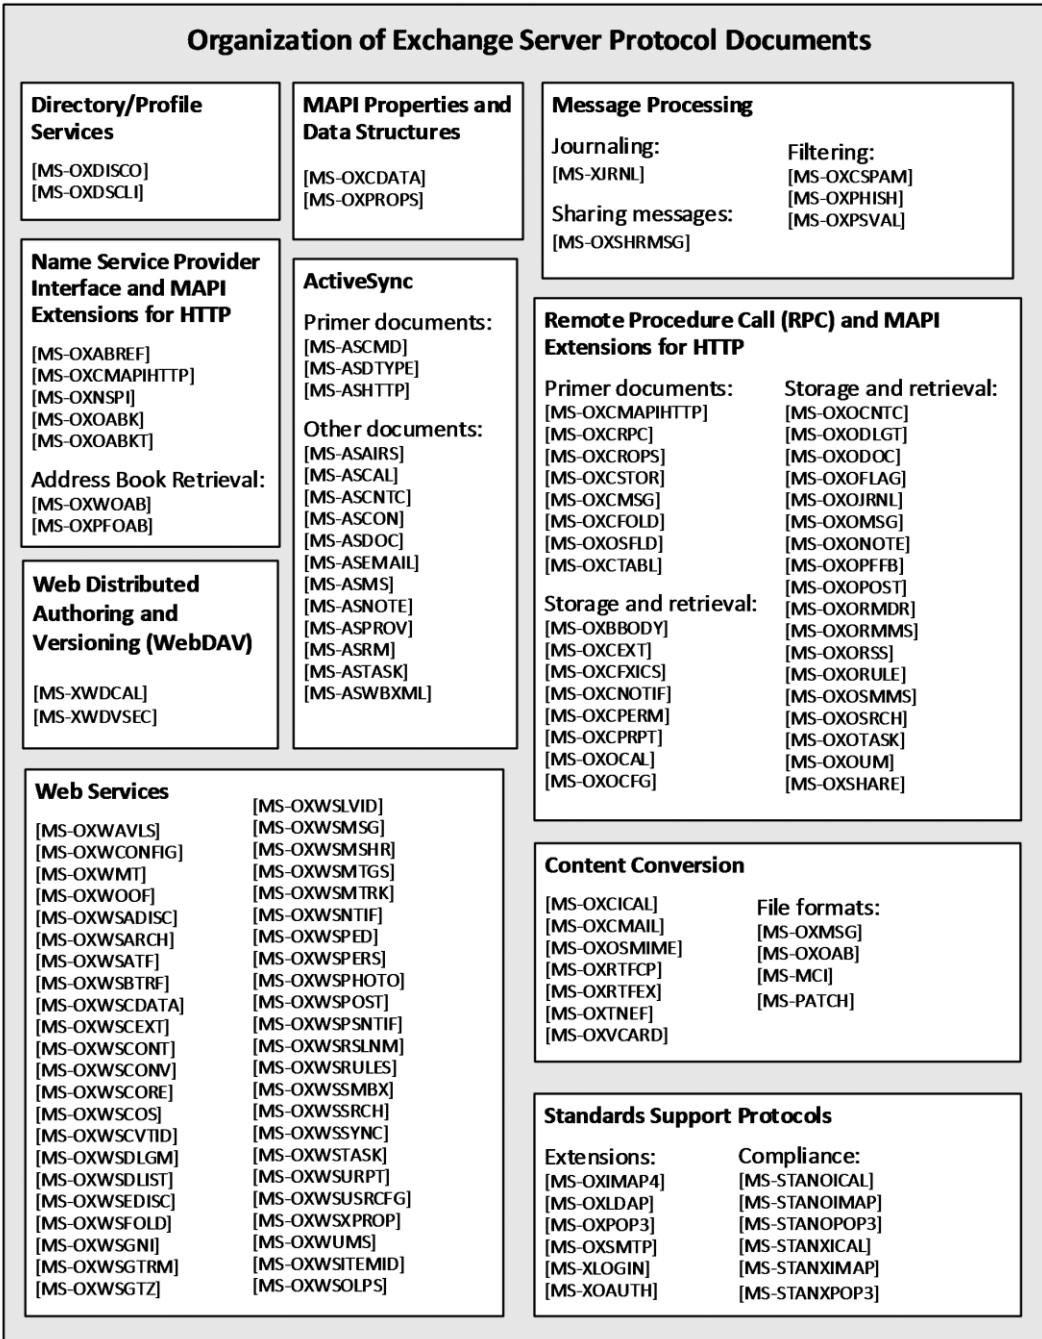 Organization of Exchange Server Protocol Documents
Directory/Profile
Services
[MS-OXDISCO]
[MS-OXDSCLI]
MAPI Properties and
Data Structures
[MS-OXCDATA]
[MS-OXPROPS]
Message Processing
Journaling:
[MS-XJRNL]
Sharing messages:
[MS-OXSHRMSG]
Filtering:
[MS-OXCSPAM]
[MS-OXPHISH]
[MS-OXPSVAL]
Name Service Provider
Interface and MAPI
Extensions for HTTP
[MS-OXABREF]
[MS-OXCMAPIHTTP]
[MS-OXNSPI]
[MS-OXOABK]
[MS-OXOABKT]
Address Book Retrieval:
[MS-OXWOAB]
[MS-OXPFOAB]
ActiveSync
Primer documents:
[MS-ASCMD]
[MS-ASDTYPE]
[MS-ASHTTP]
Other documents:
[MS-ASAIRS]
[MS-ASCAL]
[MS-ASCNTC]
[MS-ASCON]
[MS-ASDOC]
[MS-ASEMAIL]
[MS-ASMS]
[MS-ASNOTE]
[MS-ASPROV]
[MS-ASRM]
[MS-ASTASK]
[MS-ASWBXML]
Remote Procedure Call (RPC) and MAPI
Extensions for HTTP
Primer documents:
[MS-OXCMAPIHTTP]
[MS-OXCRPC]
[MS-OXCROPS]
[MS-OXCSTOR]
[MS-OXCMSG]
[MS-OXCFOLD]
[MS-OXOSFLD]
[MS-OXCTABL]
Storage and retrieval:
[MS-OXBBODY]
[MS-OXCEXT]
[MS-OXCFXICS]
[MS-OXCNOTIF]
[MS-OXCPERM]
[MS-OXCPRPT]
[MS-OXOCAL]
[MS-OXOCFG]
Storage and retrieval:
[MS-OXOCNTC]
[MS-OXODLGT]
[MS-OXODOC]
[MS-OXOFLAG]
[MS-OXOJRNL]
[MS-OXOMSG]
[MS-OXONOTE]
[MS-OXOPFFB]
[MS-OXOPOST]
[MS-OXORMDR]
[MS-OXORMMS]
[MS-OXORSS]
[MS-OXORULE]
[MS-OXOSMMS]
[MS-OXOSRCH]
[MS-OXOTASK]
[MS-OXOUM]
[MS-OXSHARE]
Web Distributed
Authoring and
Versioning (WebDAV)
[MS-XWDCAL]
[MS-XWDVSEC]
Web Services
[MS-OXWAVLS]
[MS-OXWCONFIG]
[MS-OXWMT]
[MS-OXWOOF]
[MS-OXWSADISC]
[MS-OXWSARCH]
[MS-OXWSATF]
[MS-OXWSBTRF]
[MS-OXWSCDATA]
[MS-OXWSCEXT]
[MS-OXWSCONT]
[MS-OXWSCONV]
[MS-OXWSCORE]
[MS-OXWSCOS]
[MS-OXWSCVTID]
[MS-OXWSDLGM]
[MS-OXWSDLIST]
[MS-OXWSEDISC]
[MS-OXWSFOLD]
[MS-OXWSGNI]
[MS-OXWSGTRM]
[MS-OXWSGTZ]
[MS-OXWSLVID]
[MS-OXWSMSG]
[MS-OXWSMSHR]
[MS-OXWSMTGS]
[MS-OXWSMTRK]
[MS-OXWSNTIF]
[MS-OXWSPED]
[MS-OXWSPERS]
[MS-OXWSPHOTO]
[MS-OXWSPOST]
[MS-OXWSPSNTIF]
[MS-OXWSRSLNM]
[MS-OXWSRULES]
[MS-OXWSSMBX]
[MS-OXWSSRCH]
[MS-OXWSSYNC]
[MS-OXWSTASK]
[MS-OXWSURPT]
[MS-OXWSUSRCFG]
[MS-OXWSXPROP]
[MS-OXWUMS]
[MS-OXWSITEMID]
[MS-OXWSOLPS]
Content Conversion
[MS-OXCICAL]
[MS-OXCMAIL]
[MS-OXOSMIME]
[MS-OXRTFCP]
[MS-OXRTFEX]
[MS-OXTNEF]
[MS-OXVCARD]
File formats:
[MS-OXMSG]
[MS-OXOAB]
[MS-MCI]
[MS-PATCH]
Standards Support Protocols
Extensions:
[MS-OXIMAP4]
[MS-OXLDAP]
[MS-OXPOP3]
[MS-OXSMTP]
[MS-XLOGIN]
[MS-XOAUTH]
Compliance:
[MS-STANOICAL]
[MS-STANOIMAP]
[MS-STANOPOP3]
[MS-STANXICAL]
[MS-STANXIMAP]
[MS-STANXPOP3]